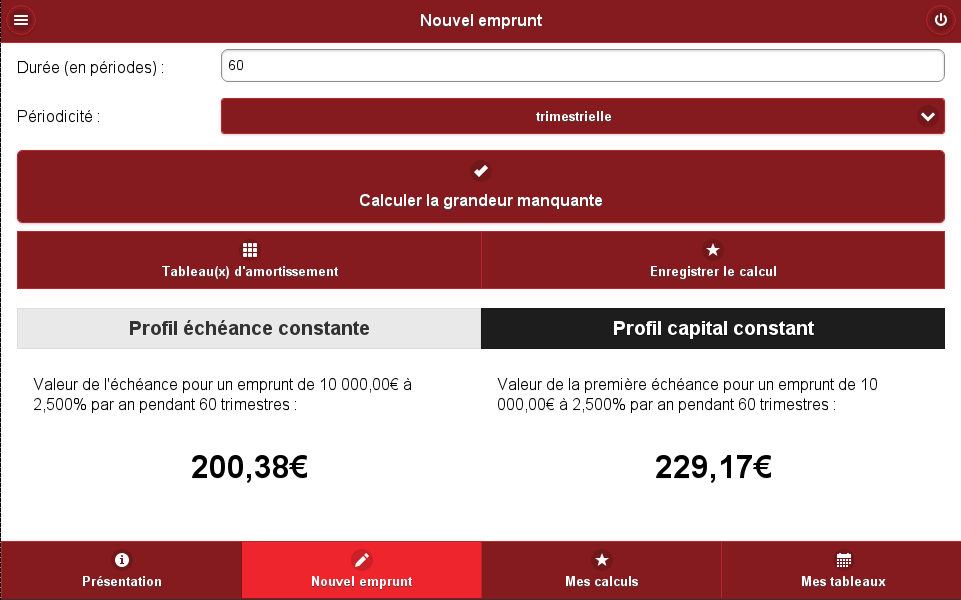 Nouvel emprunt
Durée (en périodes) :
60
Périodicité :
trimestrielle
Calculer la grandeur manquante
Tableau(x) d'amortissement
Enregistrer le calcul
Profil échéance constante
Profil capital constant
Valeur de l'échéance pour un emprunt de 10 000,00€ à
2,500% par an pendant 60 trimestres :
200,38€
Valeur de la première échéance pour un emprunt de 10
000,00€ à 2,500% par an pendant 60 trimestres :
229,17€
Présentation
Nouvel emprunt
Mes calculs
Mes tableaux